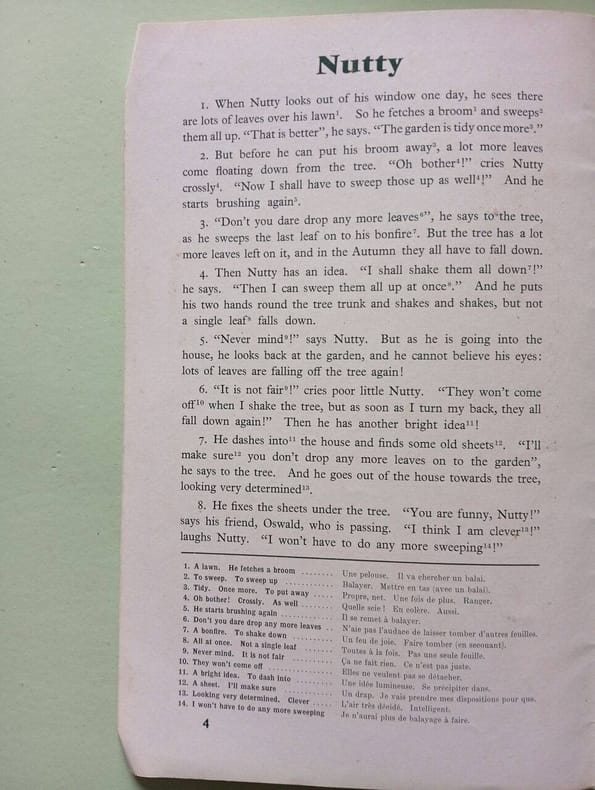 Nutty
1. When Nutty looks out of his window one day, he sees there
are lots of leaves over his lawn¹. So he fetches a broom¹ and sweeps²
them all up. “That is better”, he says. “The garden is tidy once more³.”
2. But before he can put his broom away³, a lot more leaves
come floating down from the tree. “Oh bother⁴!” cries Nutty
crossly⁴. “Now I shall have to sweep those up as well⁴!” And he
starts brushing again⁵.
3. “Don't you dare drop any more leaves⁶”, he says to the tree,
as he sweeps the last leaf on to his bonfire⁷. But the tree has a lot
more leaves left on it, and in the Autumn they all have to fall down.
4. Then Nutty has an idea. “I shall shake them all down⁷!”
he says. “Then I can sweep them all up at once⁸.” And he puts
his two hands round the tree trunk and shakes and shakes, but not
a single leaf⁸ falls down.
5. “Never mind⁹!” says Nutty. But as he is going into the
house, he looks back at the garden, and he cannot believe his eyes:
lots of leaves are falling off the tree again!
6. “It is not fair⁹!” cries poor little Nutty. “They won't come
off¹⁰ when I shake the tree, but as soon as I turn my back, they all
fall down again!” Then he has another bright idea¹¹!
7. He dashes into¹¹ the house and finds some old sheets¹². “I'll
make sure¹² you don't drop any more leaves on to the garden”,
he says to the tree. And he goes out of the house towards the tree,
looking very determined¹³.
8. He fixes the sheets under the tree. “You are funny, Nutty!”
says his friend, Oswald, who is passing. “I think I am clever¹³!”
laughs Nutty. “I won't have to do any more sweeping¹⁴!”
1. A lawn. He fetches a broom ........ Une pelouse. Il va chercher un balai.
2. To sweep. To sweep up ............ Balayer. Mettre en tas (avec un balai).
3. Tidy. Once more. To put away ..... Propre, net. Une fois de plus. Ranger.
4. Oh bother! Crossly. As well ...... Quelle scie! En colère. Aussi.
5. He starts brushing again ............ Il se remet à balayer.
6. Don't you dare drop any more leaves .. N'aie pas l'audace de laisser tomber d'autres feuilles.
7. A bonfire. To shake down .......... Un feu de joie. Faire tomber (en secouant).
8. All at once. Not a single leaf ........ Toutes à la fois. Pas une seule feuille.
9. Never mind. It is not fair .......... Ça ne fait rien. Ce n'est pas juste.
10. They won't come off ............ Elles ne veulent pas se détacher.
11. A bright idea. To dash into ........ Une idée lumineuse. Se précipiter dans.
12. A sheet. I'll make sure ............ Un drap. Je vais prendre mes dispositions pour que.
13. Looking very determined. Clever ..... L'air très décidé. Intelligent.
14. I won't have to do any more sweeping Je n'aurai plus de balayage à faire.
4